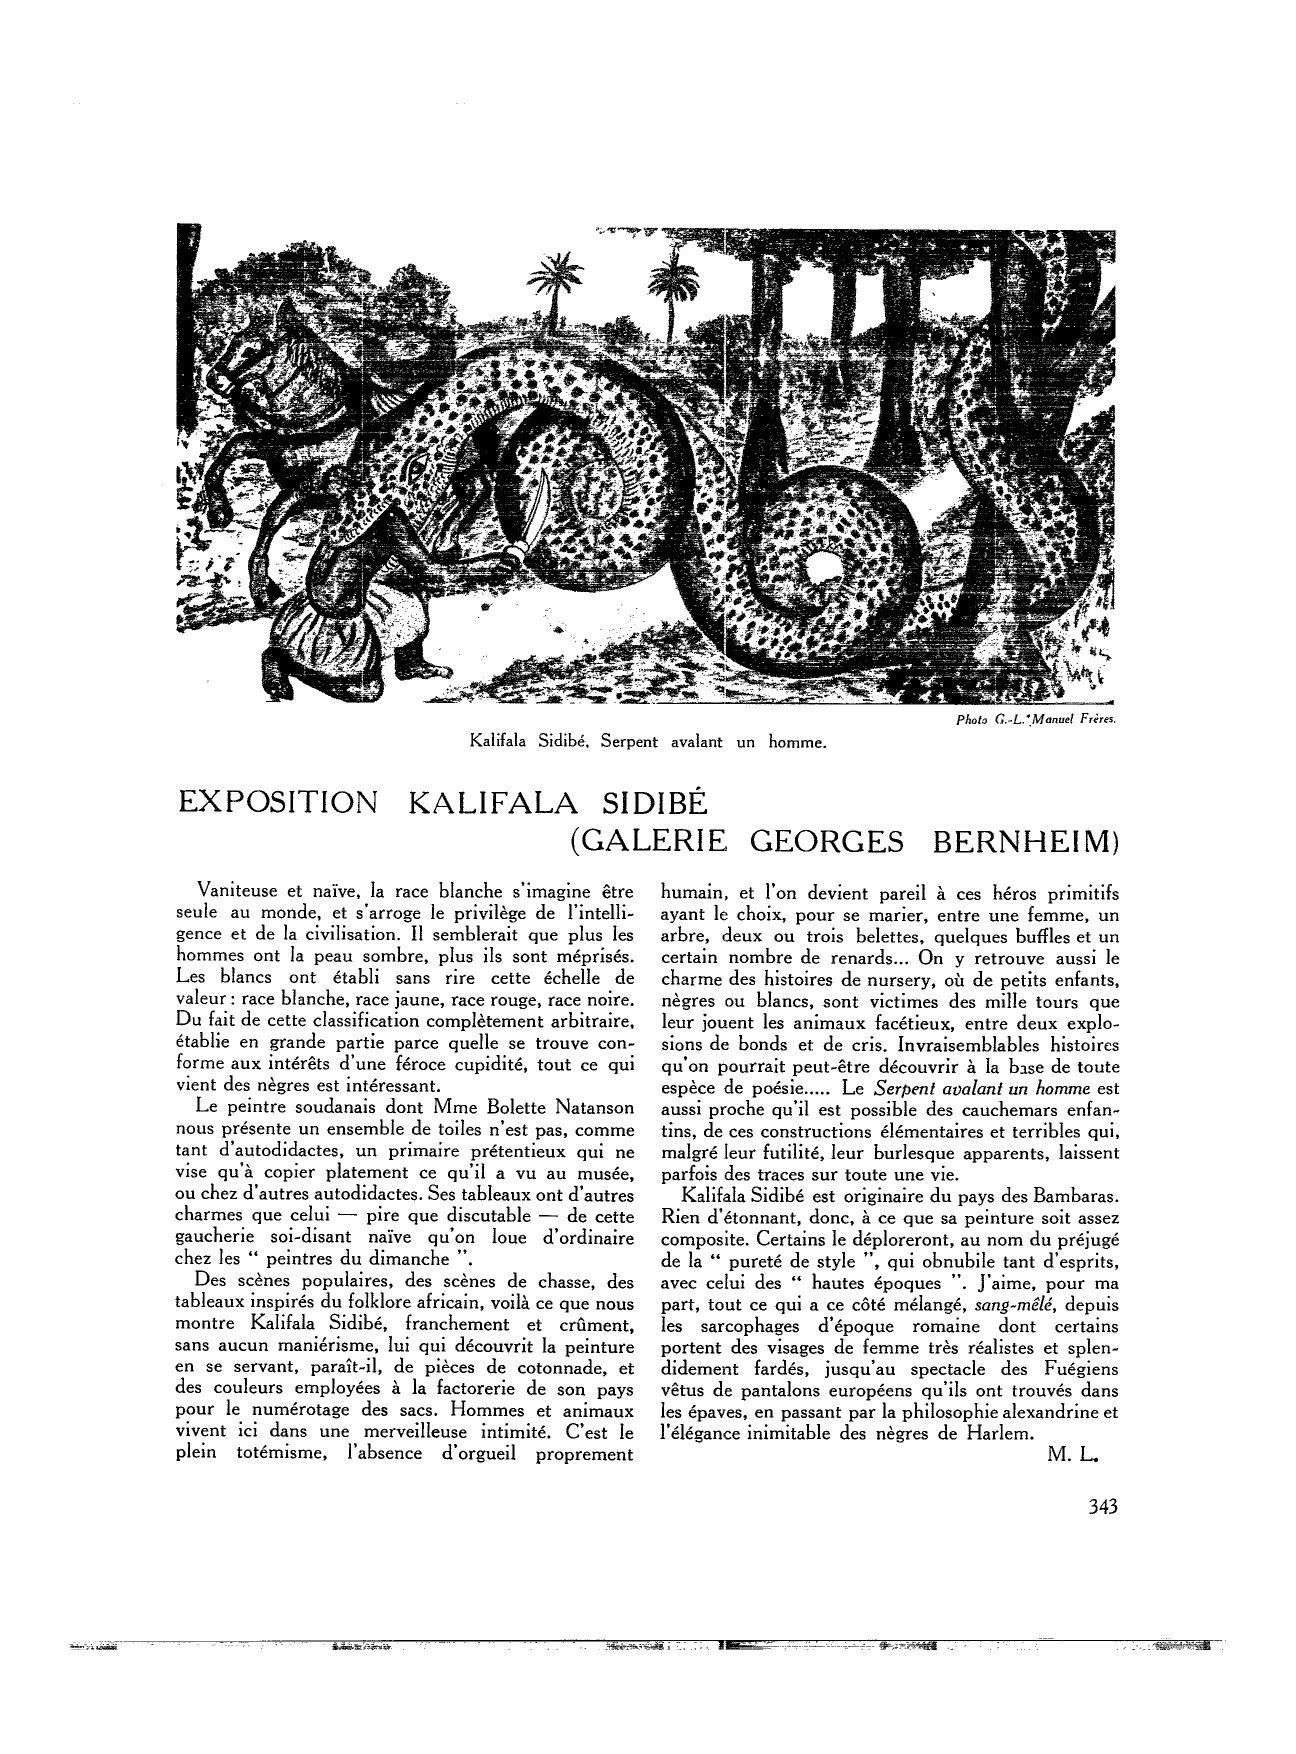 Photo G.-L. Manuel Frères.
Kalifala Sidibé. Serpent avalant un homme.
EXPOSITION KALIFALA SIDIBÉ
(GALERIE GEORGES BERNHEIM)
Vaniteuse et naïve, la race blanche s'imagine être
seule au monde, et s'arroge le privilège de l'intelli-
gence et de la civilisation. Il semblerait que plus les
hommes ont la peau sombre, plus ils sont méprisés.
Les blancs ont établi sans rire cette échelle de
valeur : race blanche, race jaune, race rouge, race noire.
Du fait de cette classification complètement arbitraire,
établie en grande partie parce quelle se trouve con-
forme aux intérêts d'une féroce cupidité, tout ce qui
vient des nègres est intéressant.
Le peintre soudanais dont Mme Bolette Natanson
nous présente un ensemble de toiles n'est pas, comme
tant d'autodidactes, un primaire prétentieux qui ne
vise qu'à copier platement ce qu'il a vu au musée,
ou chez d'autres autodidactes. Ses tableaux ont d'autres
charmes que celui — pire que discutable — de cette
gaucherie soi-disant naïve qu'on loue d'ordinaire
chez les “ peintres du dimanche ”.
Des scènes populaires, des scènes de chasse, des
tableaux inspirés du folklore africain, voilà ce que nous
montre Kalifala Sidibé, franchement et crûment,
sans aucun maniérisme, lui qui découvrit la peinture
en se servant, paraît-il, de pièces de cotonnade, et
des couleurs employées à la factorerie de son pays
pour le numérotage des sacs. Hommes et animaux
vivent ici dans une merveilleuse intimité. C'est le
plein totémisme, l'absence d'orgueil proprement
humain, et l'on devient pareil à ces héros primitifs
ayant le choix, pour se marier, entre une femme, un
arbre, deux ou trois belettes, quelques buffles et un
certain nombre de renards... On y retrouve aussi le
charme des histoires de nursery, où de petits enfants,
nègres ou blancs, sont victimes des mille tours que
leur jouent les animaux facétieux, entre deux explo-
sions de bonds et de cris. Invraisemblables histoires
qu'on pourrait peut-être découvrir à la base de toute
espèce de poésie..... Le Serpent avalant un homme est
aussi proche qu'il est possible des cauchemars enfan-
tins, de ces constructions élémentaires et terribles qui,
malgré leur futilité, leur burlesque apparents, laissent
parfois des traces sur toute une vie.
Kalifala Sidibé est originaire du pays des Bambaras.
Rien d'étonnant, donc, à ce que sa peinture soit assez
composite. Certains le déploreront, au nom du préjugé
de la “ pureté de style ”, qui obnubile tant d'esprits,
avec celui des “ hautes époques ”. J'aime, pour ma
part, tout ce qui a ce côté mélangé, sang-mêlé, depuis
les sarcophages d'époque romaine dont certains
portent des visages de femme très réalistes et splen-
didement fardés, jusqu'au spectacle des Fuégiens
vêtus de pantalons européens qu'ils ont trouvés dans
les épaves, en passant par la philosophie alexandrine et
l'élégance inimitable des nègres de Harlem.
M. L.
343